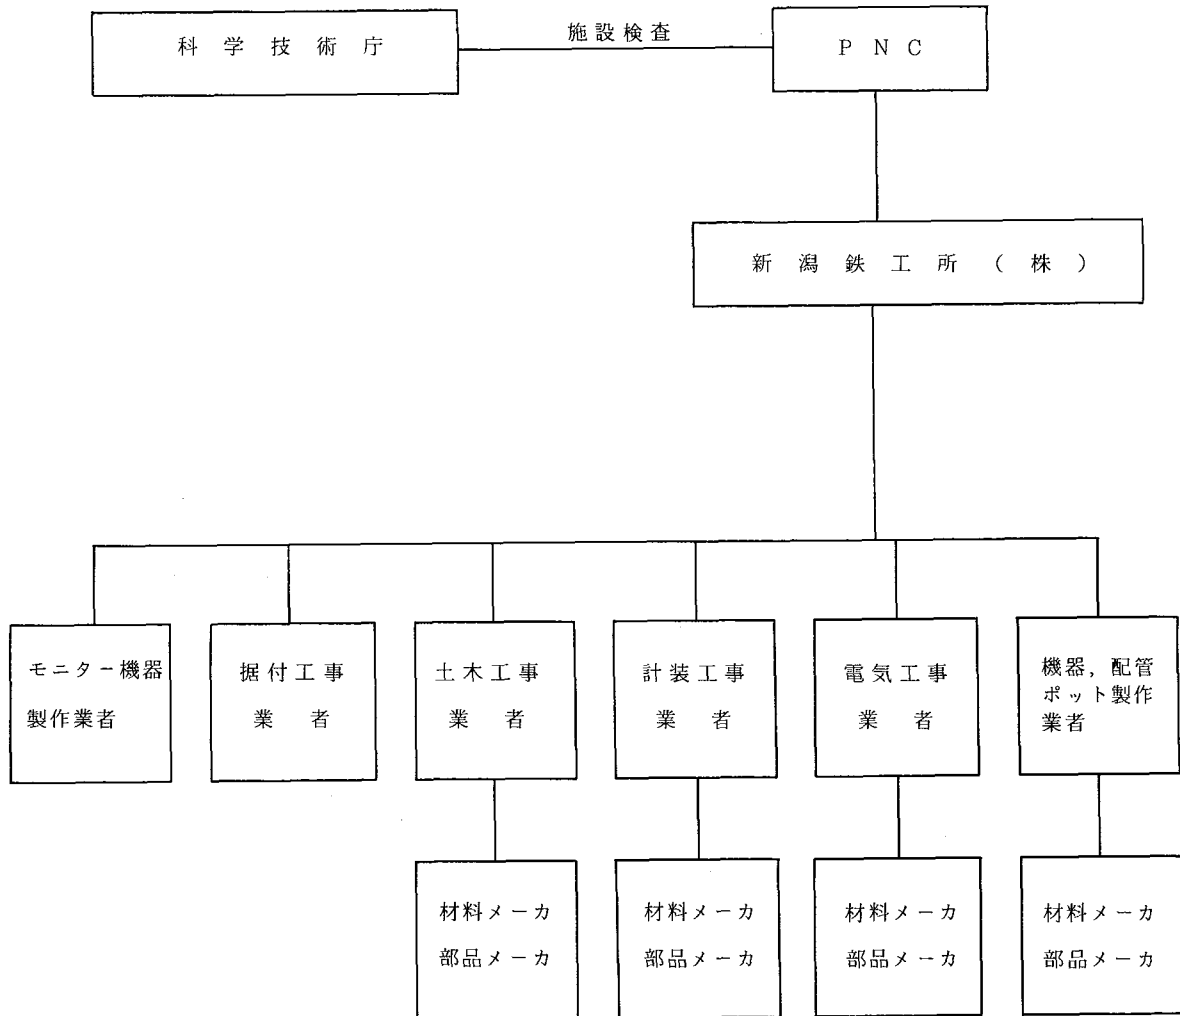 科学技術庁
施設検査
PNC
新潟鉄工所(株)
モニター機器
製作業者
据付工事
業者
土木工事
業者
計装工事
業者
電気工事
業者
機器,配管
ポット製作
業者
材料メーカ
部品メーカ
材料メーカ
部品メーカ
材料メーカ
部品メーカ
材料メーカ
部品メーカ